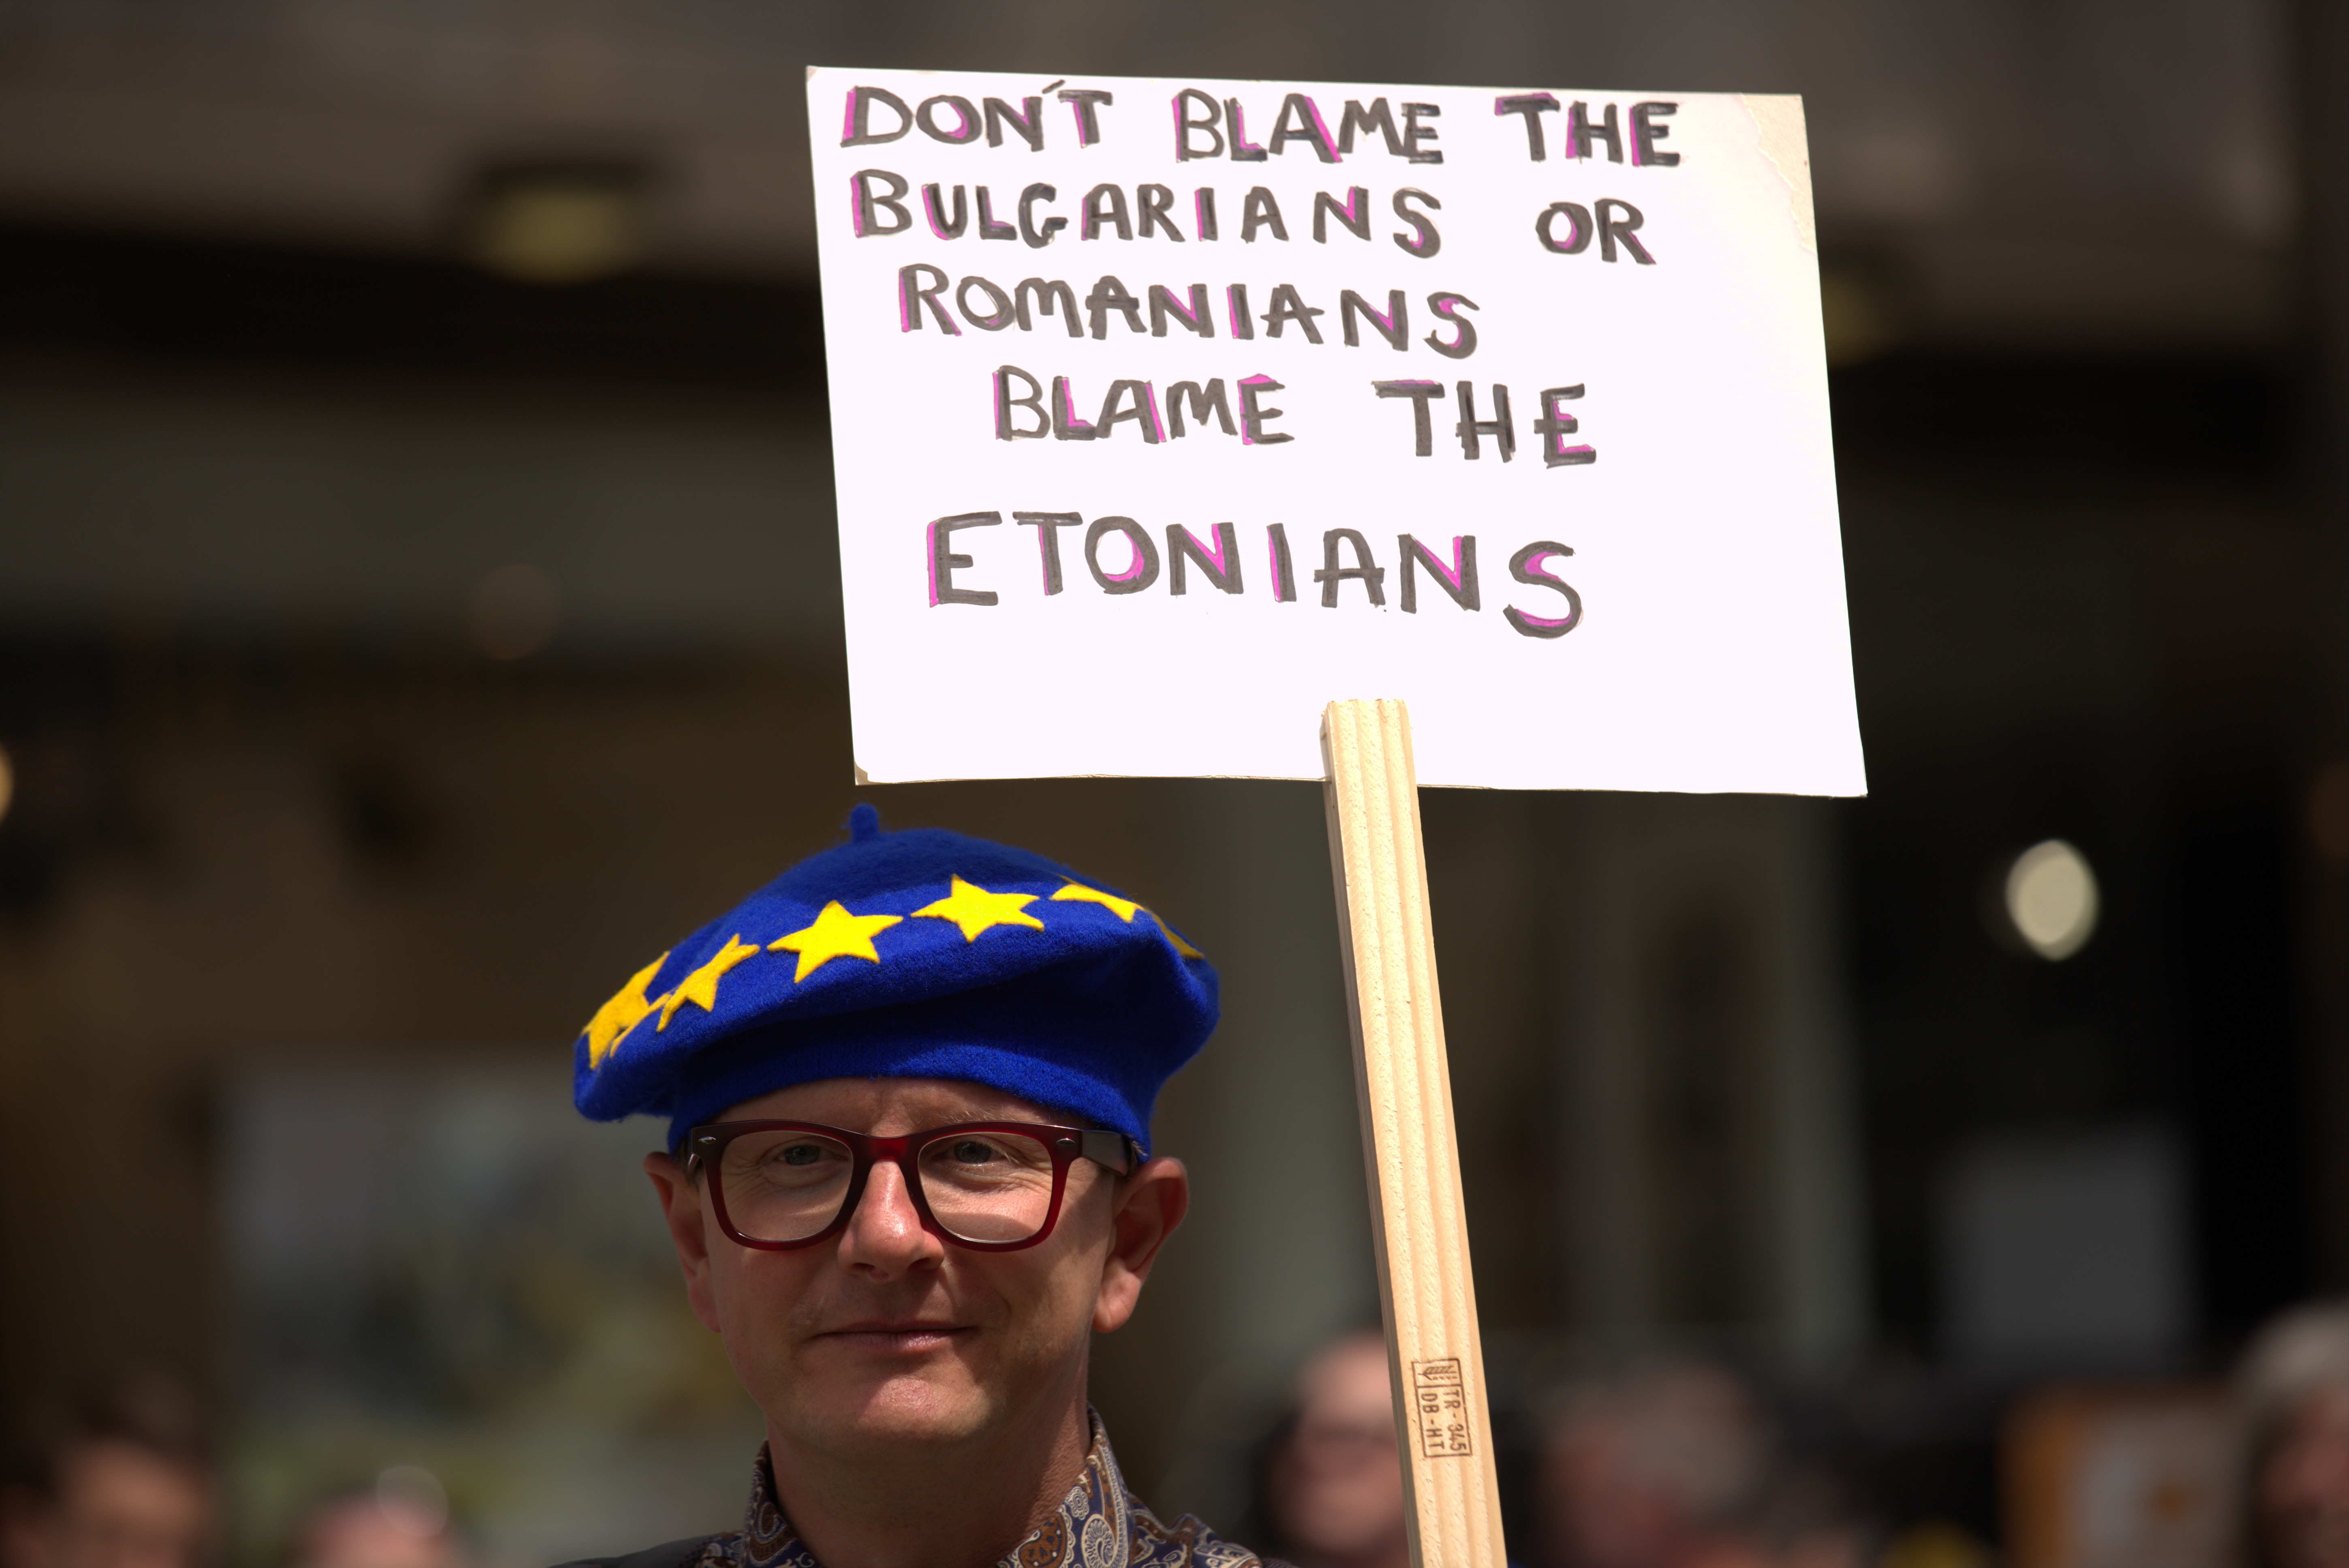 DON'T BLAME THE
BULGARIANS OR
ROMANIANS
BLAME THE
ETONIANS
TR-345
DB-HT